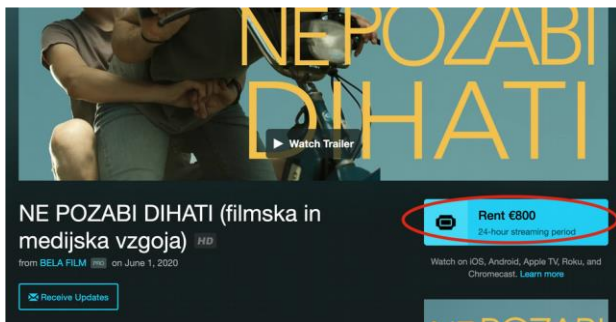 NE POZABI
DIHATI
Watch Trailer
NE POZABI DIHATI (filmska in
medijska vzgoja) HD
from BELA FILM PRO on June 1, 2020
Receive Updates
Rent €800
24-hour streaming period
Watch on iOS, Android, Apple TV, Roku, and
Chromecast. Learn more